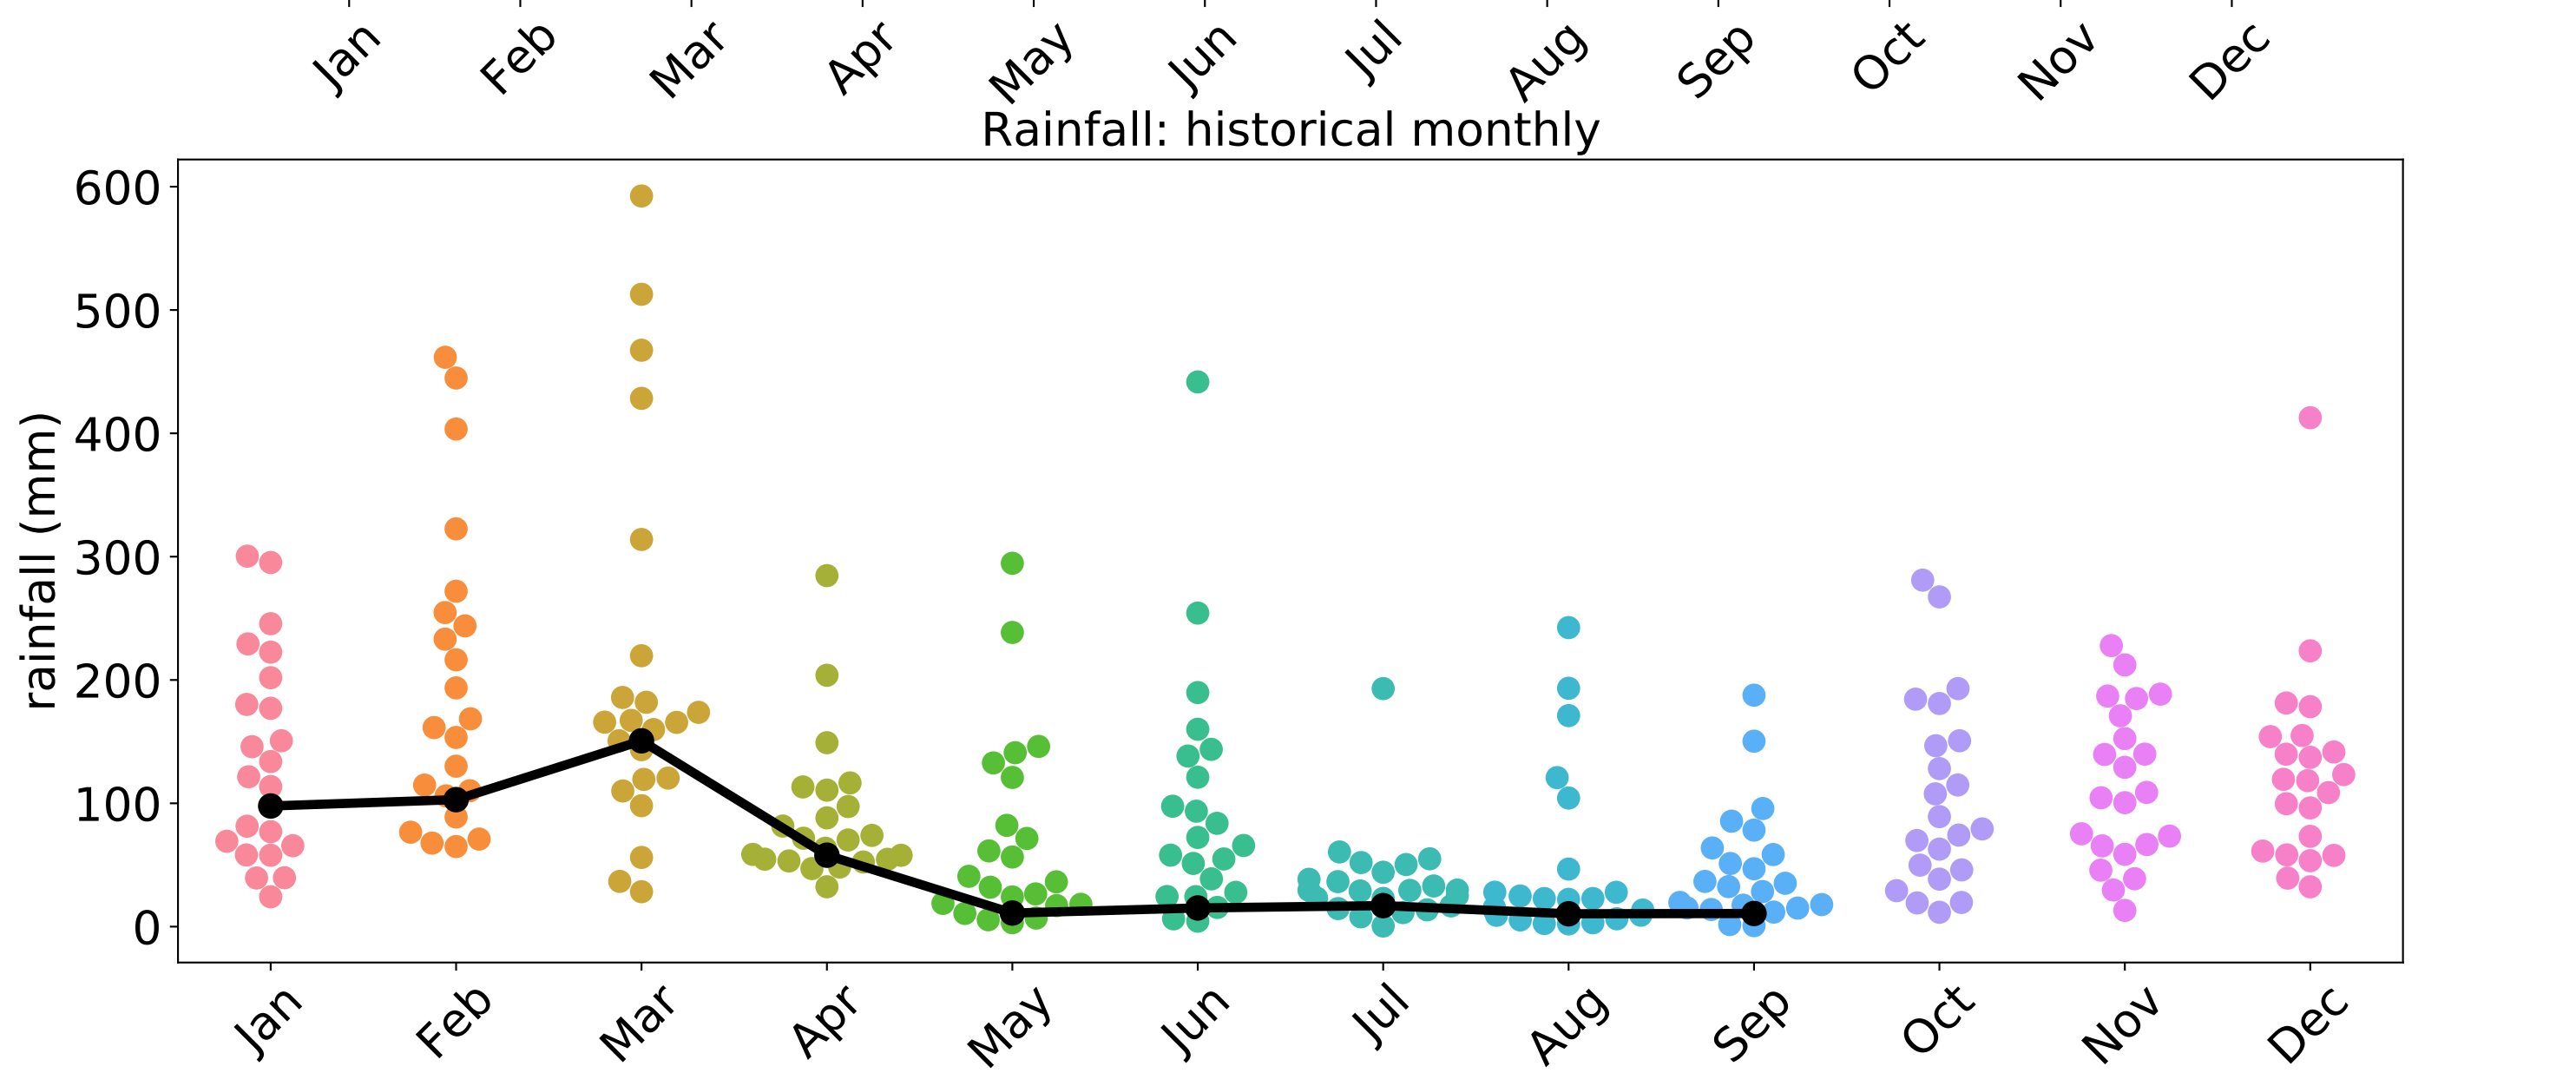 Jan Feb Mar Apr May Jun Jul Aug Sep Oct Nov Dec
Rainfall: historical monthly
600
500
400
300
200
100
0
rainfall (mm)
Jan Feb Mar Apr May Jun Jul Aug Sep Oct Nov Dec